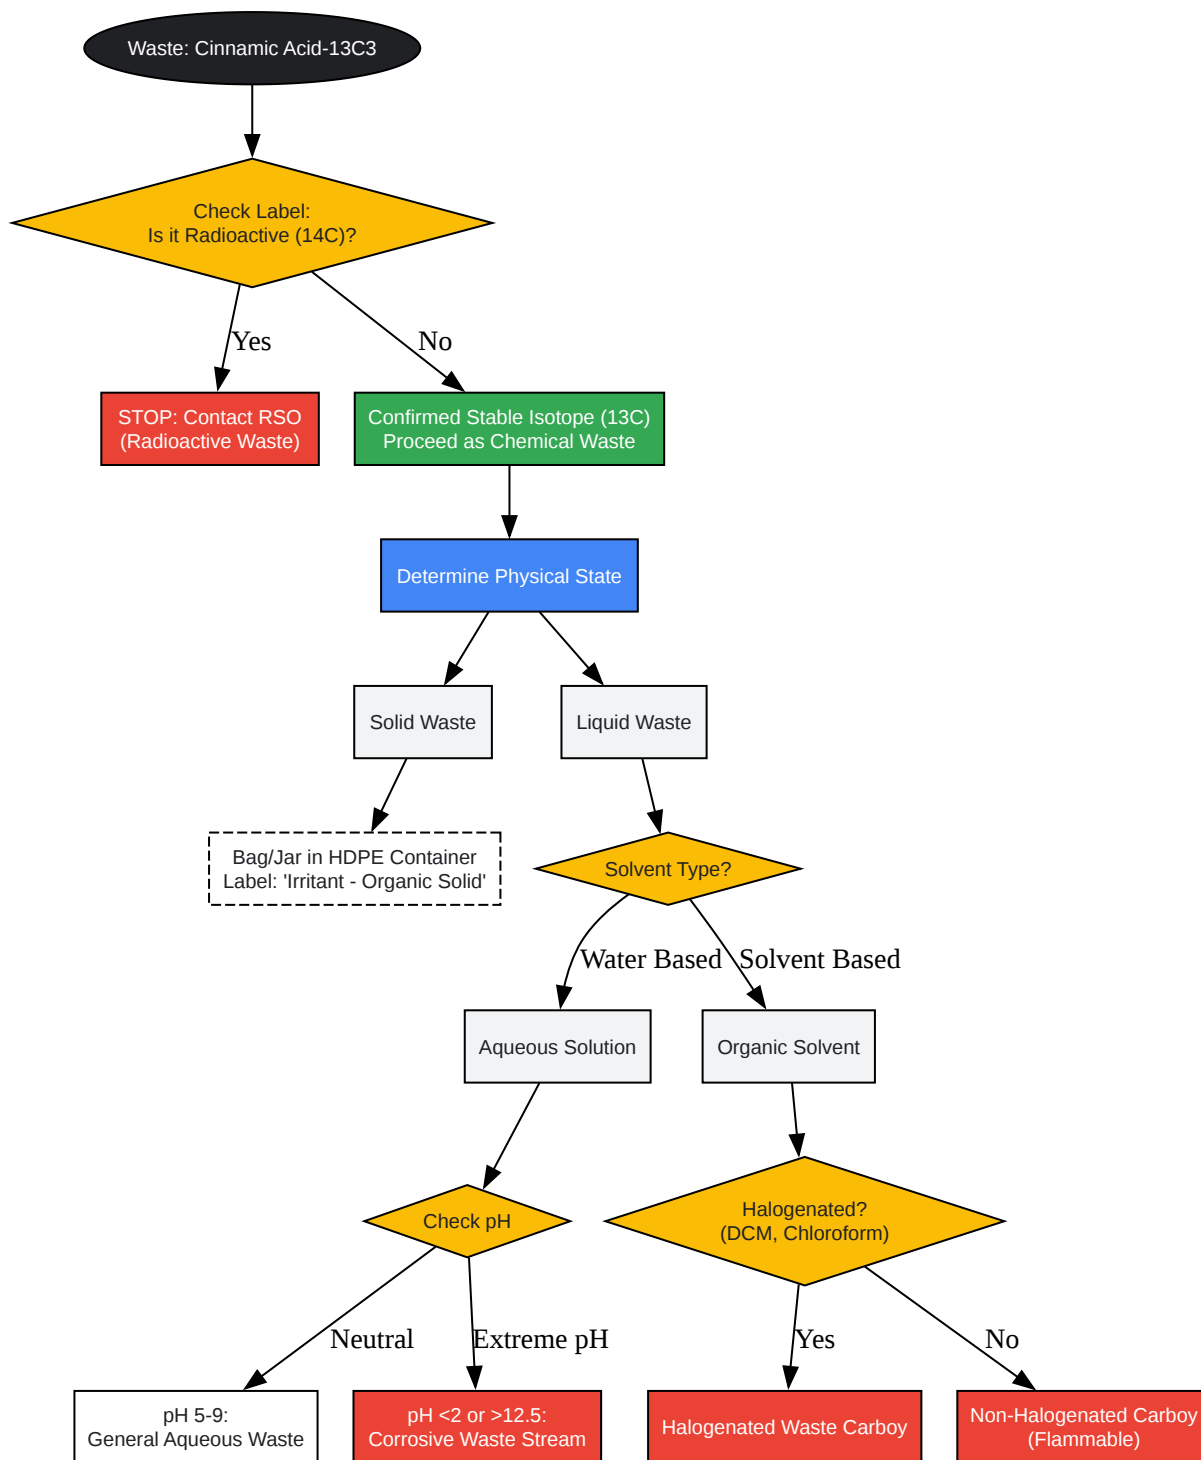 Waste: Cinnamic Acid-13C3
Check Label:
Is it Radioactive (14C)?
Yes
No
STOP: Contact RSO
(Radioactive Waste)
Confirmed Stable Isotope (13C)
Proceed as Chemical Waste
Determine Physical State
Solid Waste
Liquid Waste
Bag/Jar in HDPE Container
Label: 'Irritant - Organic Solid'
Solvent Type?
Water Based
Solvent Based
Aqueous Solution
Organic Solvent
Check pH
Halogenated?
(DCM, Chloroform)
Neutral
Extreme pH
Yes
No
pH 5-9:
General Aqueous Waste
pH <2 or >12.5:
Corrosive Waste Stream
Halogenated Waste Carboy
Non-Halogenated Carboy
(Flammable)